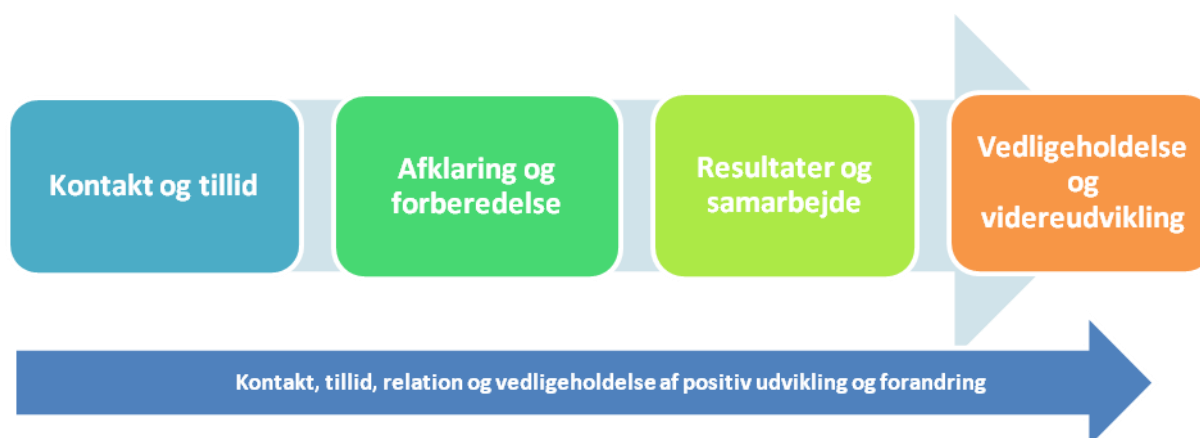 Kontakt og tillid
Afklaring og
forberedelse
Resultater og
samarbejde
Vedligeholdelse
og
videreudvikling
Kontakt, tillid, relation og vedligeholdelse af positiv udvikling og forandring